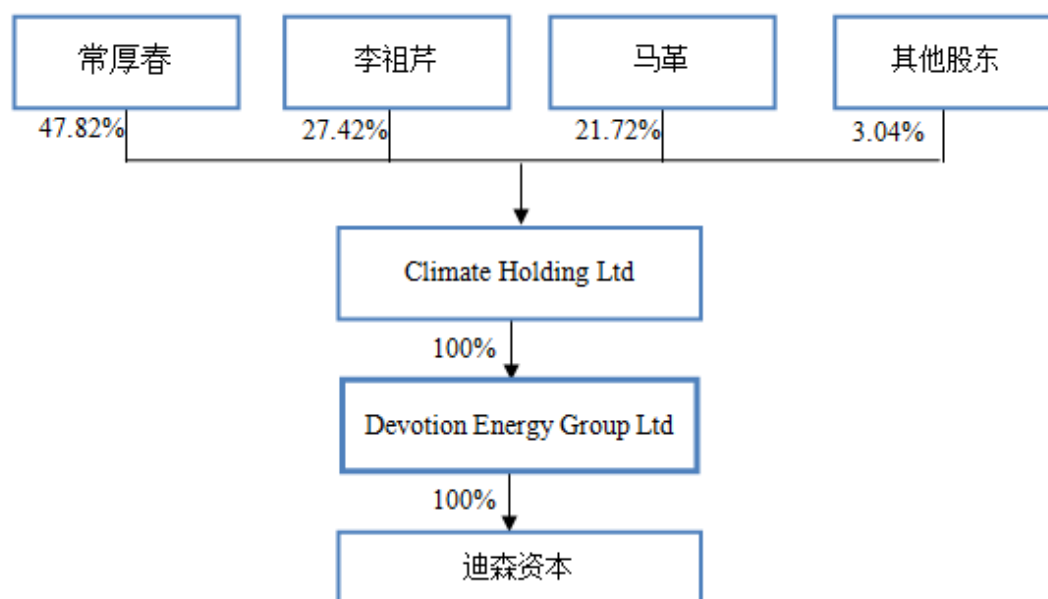 常厚春 李祖芹 马革 其他股东
47.82% 27.42% 21.72% 3.04%
Climate Holding Ltd
100%
Devotion Energy Group Ltd
100%
迪森资本